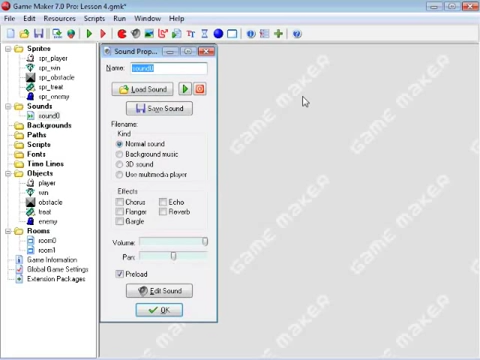 Game Maker 7.0 Pro: Lesson 4.gmk*
File Edit Resources Scripts Run Window Help
Sprites
spr_player
spr_win
spr_obstacle
spr_treat
spr_enemy
Sounds
sound0
Backgrounds
Paths
Scripts
Fonts
Time Lines
Objects
player
win
obstacle
treat
enemy
Rooms
room0
room1
Game Information
Global Game Settings
Extension Packages
Sound Prop...
Name: sound0
Load Sound
Save Sound
Filename:
Kind
Normal sound
Background music
3D sound
Use multimedia player
Effects
Chorus Echo
Flanger Reverb
Gargle
Volume:
Pan:
Preload
Edit Sound
OK
GAME MAKER
GAME MAKER
GAME MAKER
GAME MAKER
GAME MAKER
GAME MAKER